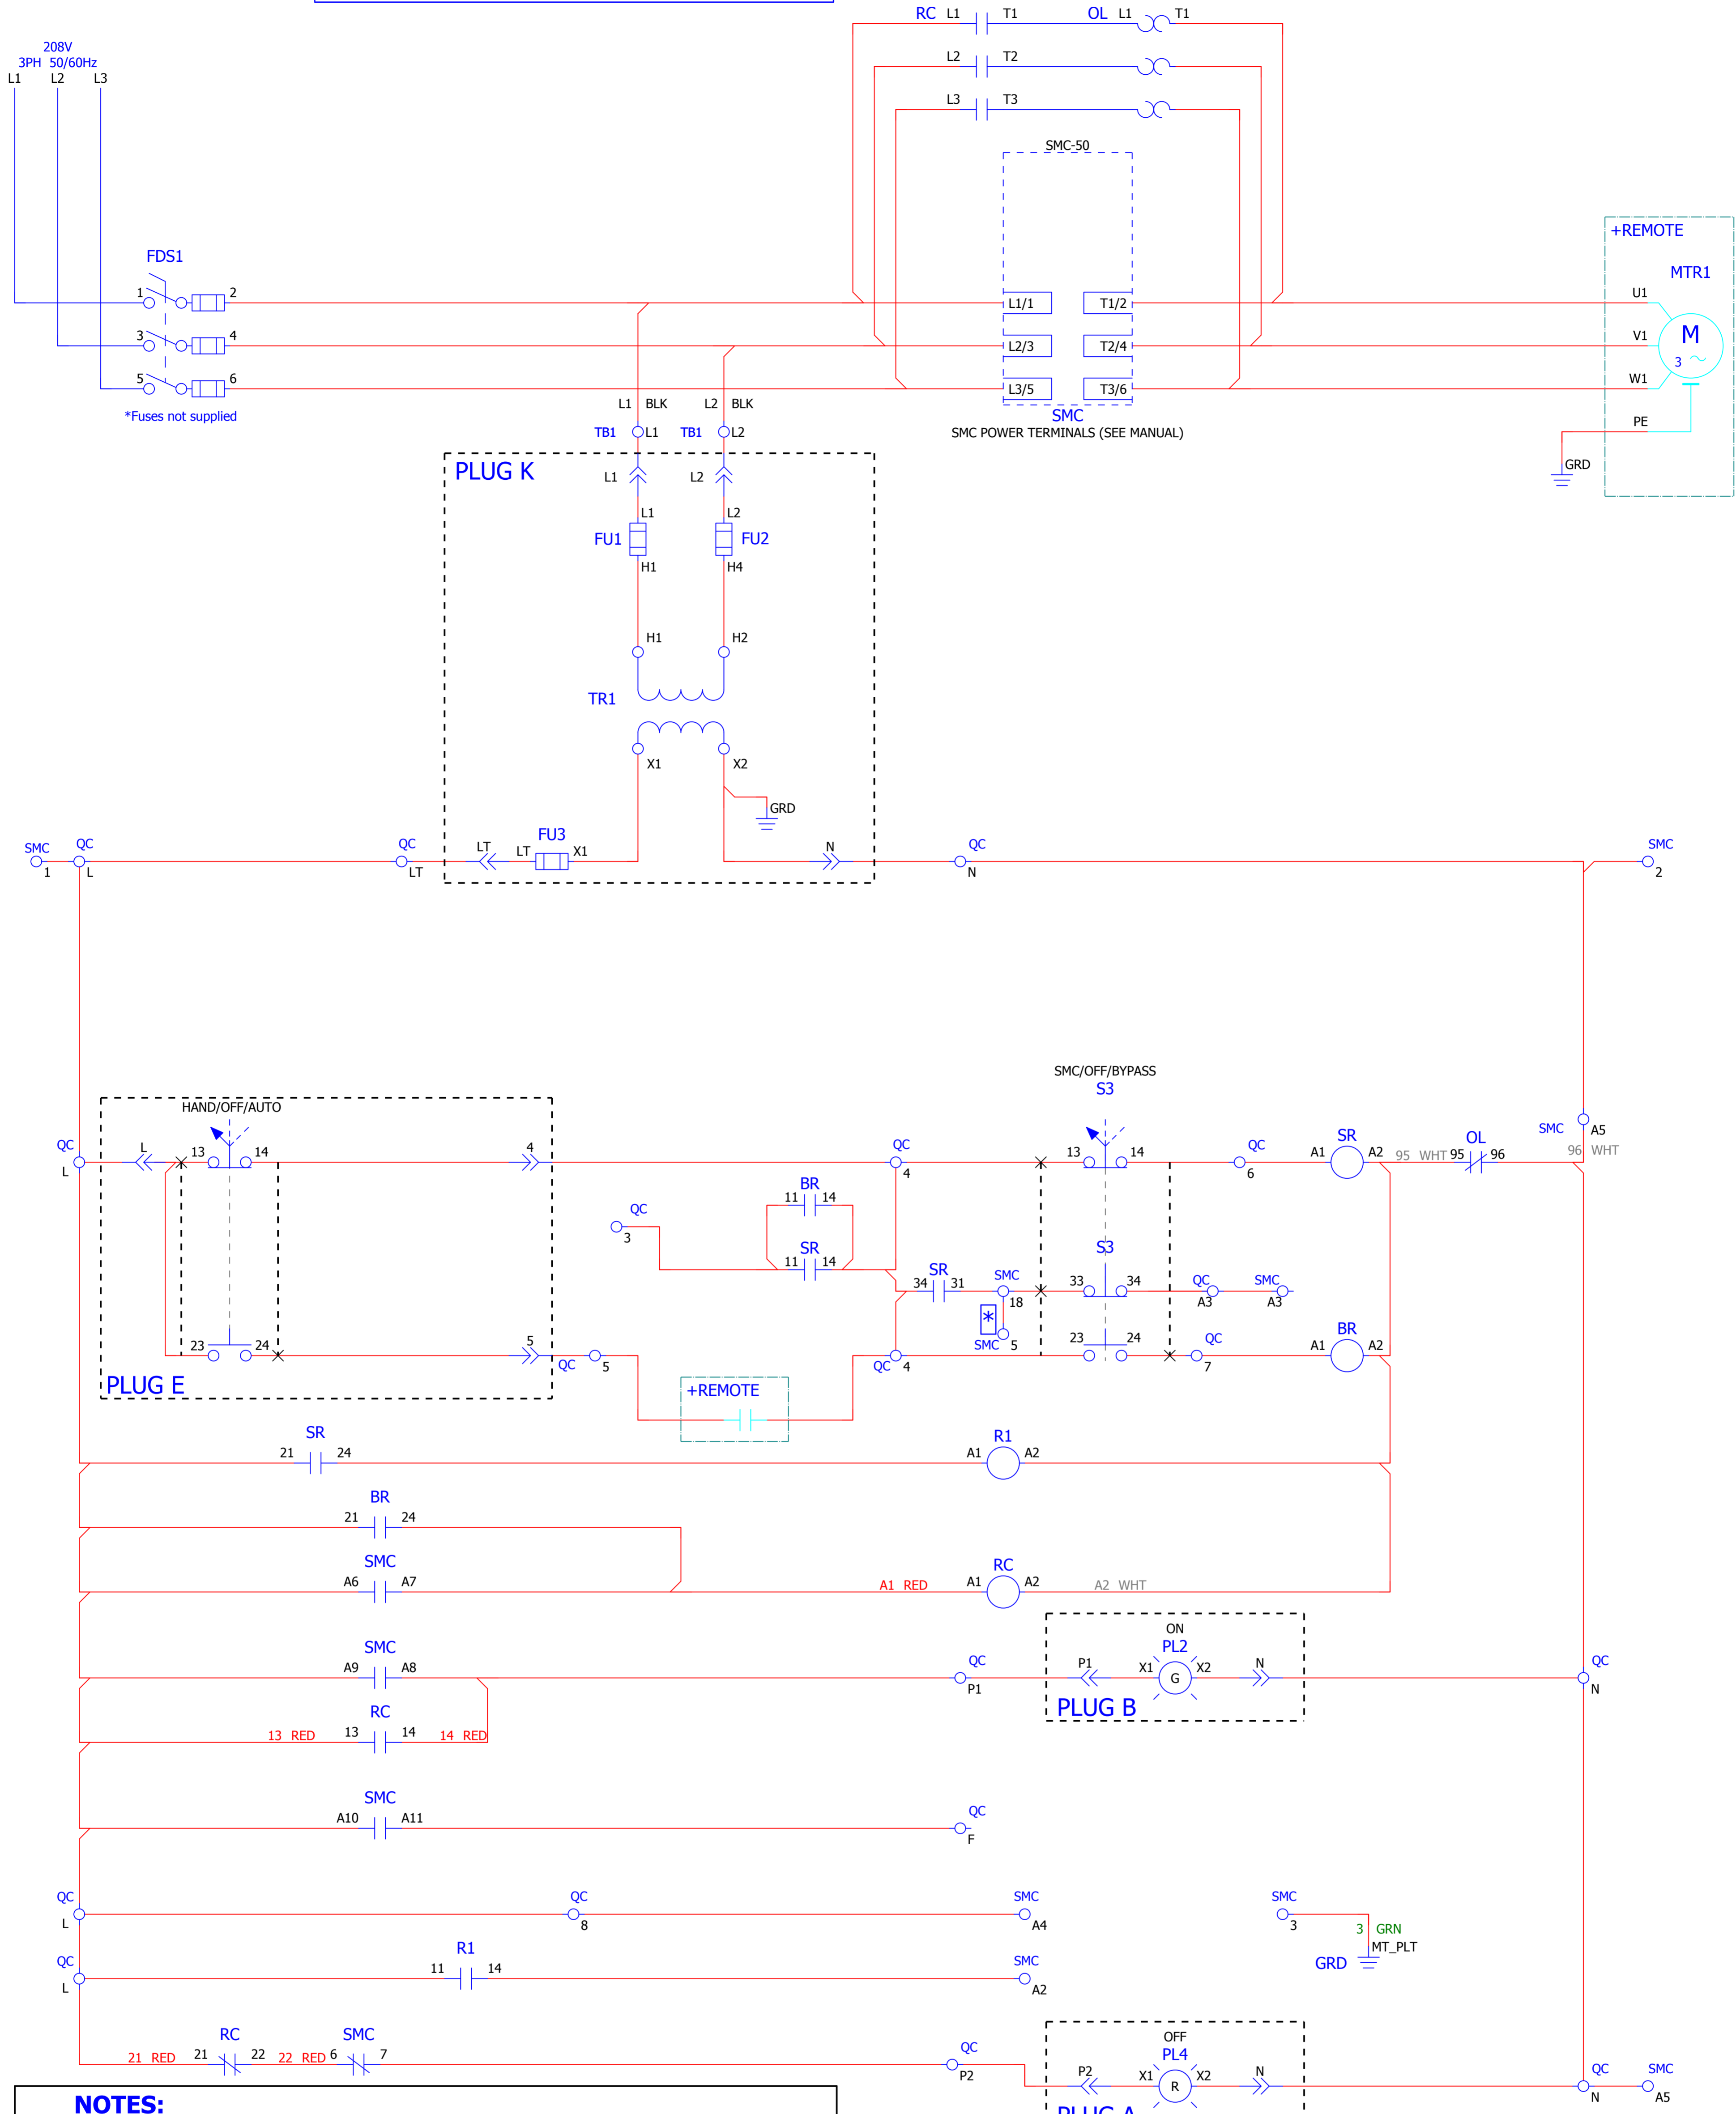 RC L1 T1 OL L1 T1
208V
3PH 50/60Hz
L1 L2 L3
L2 T2
L3 T3
SMC-50
+REMOTE
FDS1
MTR1
1 2 L1/1 T1/2 U1
3 4 L2/3 T2/4 V1
M
3
5 6 L3/5 T3/6 W1
*Fuses not supplied
L1 BLK L2 BLK
SMC
PE
TB1 L1 TB1 L2
SMC POWER TERMINALS (SEE MANUAL)
GRD
PLUG K
L1 L2
L1 L2
FU1 FU2
H1 H4
H1 H2
TR1
X1 X2
GRD
FU3
SMC QC QC LT LT X1 N QC SMC
1 L LT N 2
SMC/OFF/BYPASS
S3
HAND/OFF/AUTO
SMC A5
QC L 13 14 4 QC 13 14 QC SR A1 A2 95 WHT 95 OL 96 96 WHT
L 4 6
BR
11 14
QC
3
SR
11 14
S3
SR
34 31 SMC 33 34 QC SMC
18 A3 A3
*
SMC 5
23 24 5 23 24 QC BR A1 A2
QC 5 QC 4 7
PLUG E
+REMOTE
SR R1
21 24 A1 A2
BR
21 24
SMC RC
A6 A7 A1 RED A1 A2 A2 WHT
ON
SMC PL2
A9 A8 QC P1 X1 G X2 N QC
P1 N
RC PLUG B
13 RED 13 14 14 RED
SMC
A10 A11 QC
F
QC QC SMC SMC
L 8 A4 3
3 GRN
MT_PLT
GRD
QC R1 SMC
11 14
L A2
OFF
RC SMC PL4
21 RED 21 22 22 RED 6 7 QC P2 X1 R X2 N QC SMC
P2 N A5
NOTES:
PLUG A